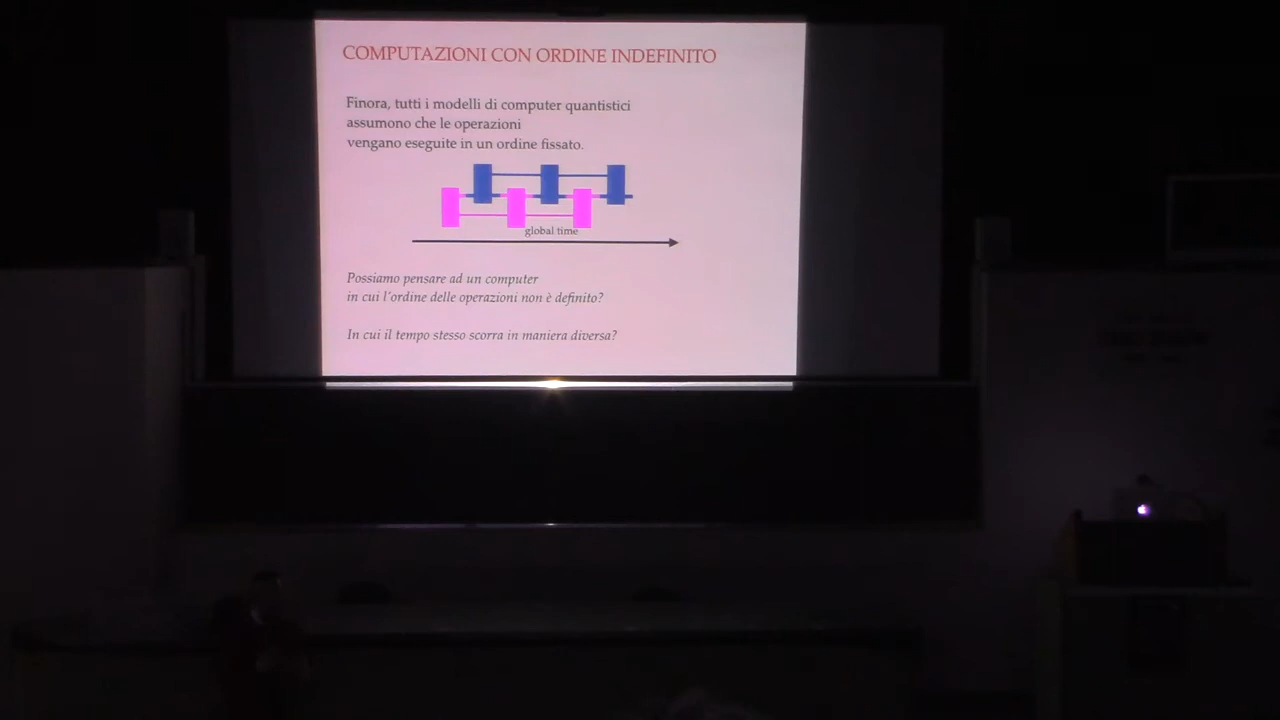 COMPUTAZIONI CON ORDINE INDEFINITO
Finora, tutti i modelli di computer quantistici
assumono che le operazioni
vengano eseguite in un ordine fissato.
global time
Possiamo pensare ad un computer
in cui l'ordine delle operazioni non è definito?
In cui il tempo stesso scorra in maniera diversa?